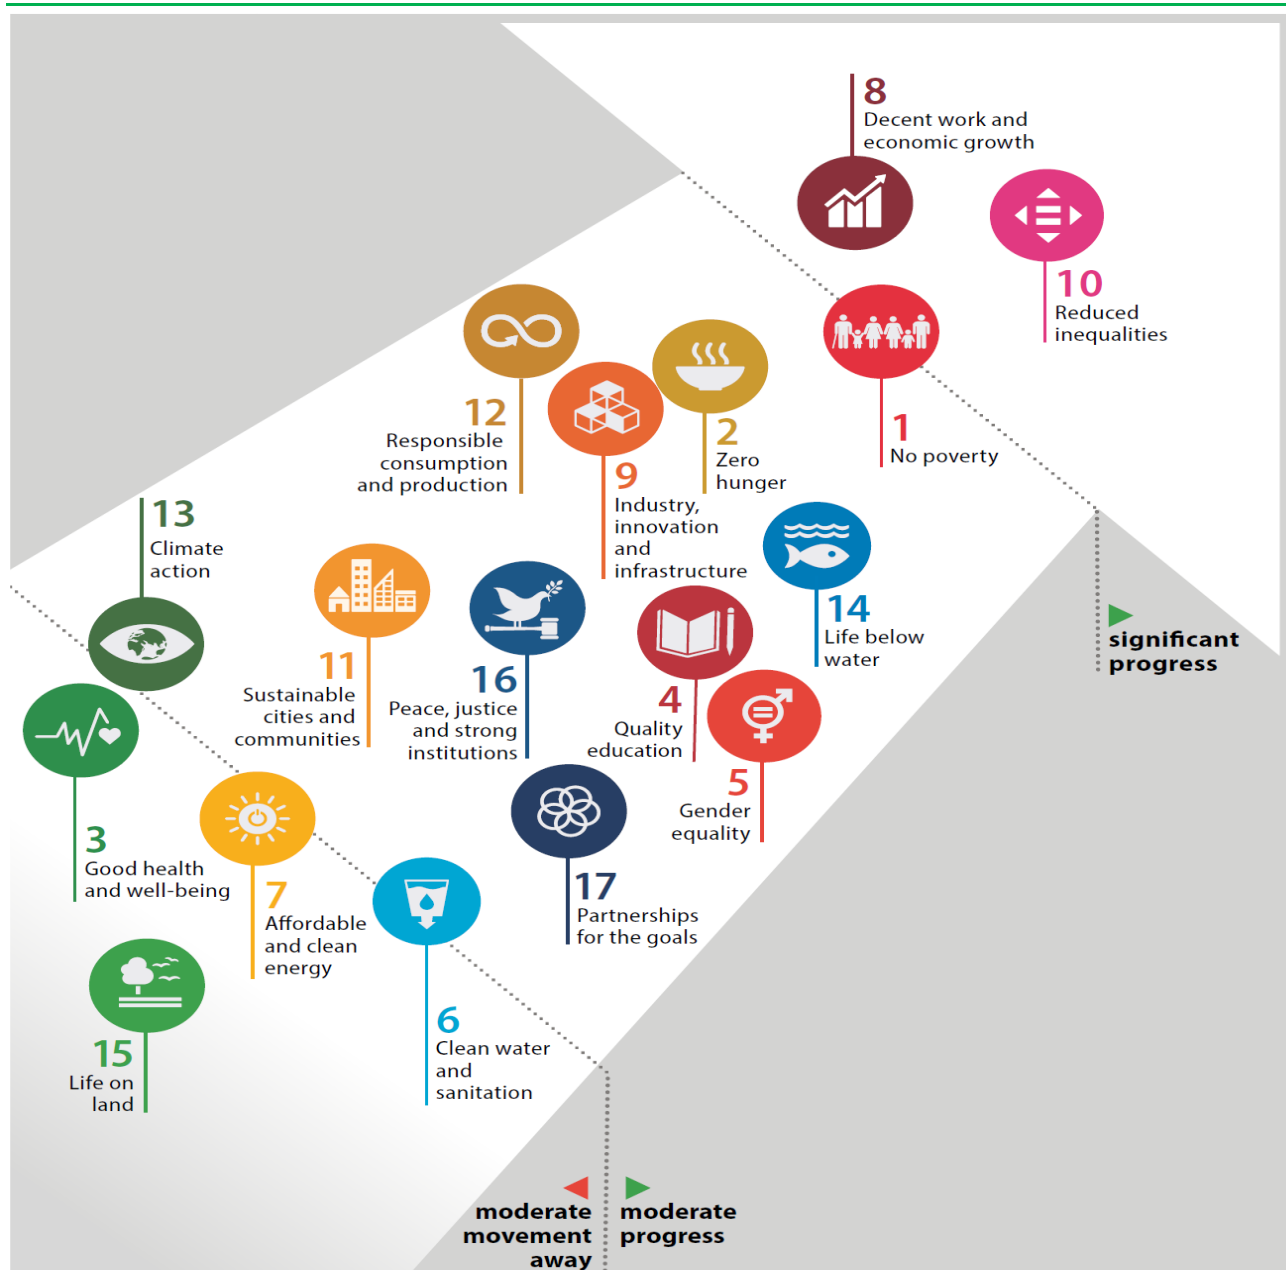 8
Decent work and
economic growth
10
Reduced
inequalities
12
Responsible
consumption
and production
9
Industry,
innovation
and
infrastructure
2
Zero
hunger
1
No poverty
13
Climate
action
11
Sustainable
cities and
communities
16
Peace, justice
and strong
institutions
4
Quality
education
14
Life below
water
significant
progress
5
Gender
equality
3
Good health
and well-being
7
Affordable
and clean
energy
17
Partnerships
for the goals
15
Life on
land
6
Clean water
and
sanitation
moderate
movement
away
moderate
progress